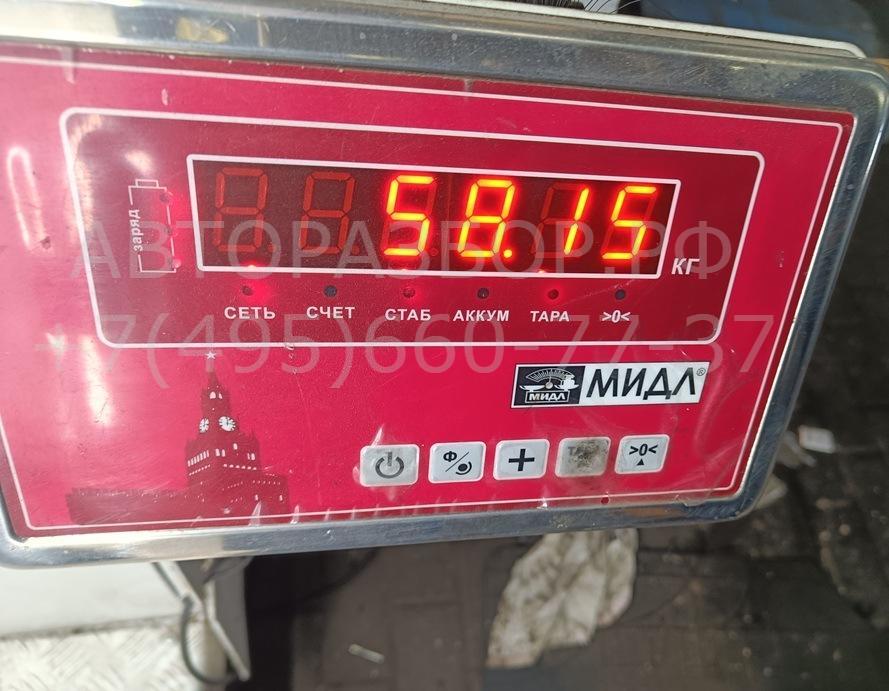 заряд
58.15
КГ
АВТОРАЗБОР.РФ
СЕТЬ СЧЕТ СТАБ АККУМ ТАРА >0<
+7(495)660-77-37
МИДЛ МИДЛ®
Ф + >0<